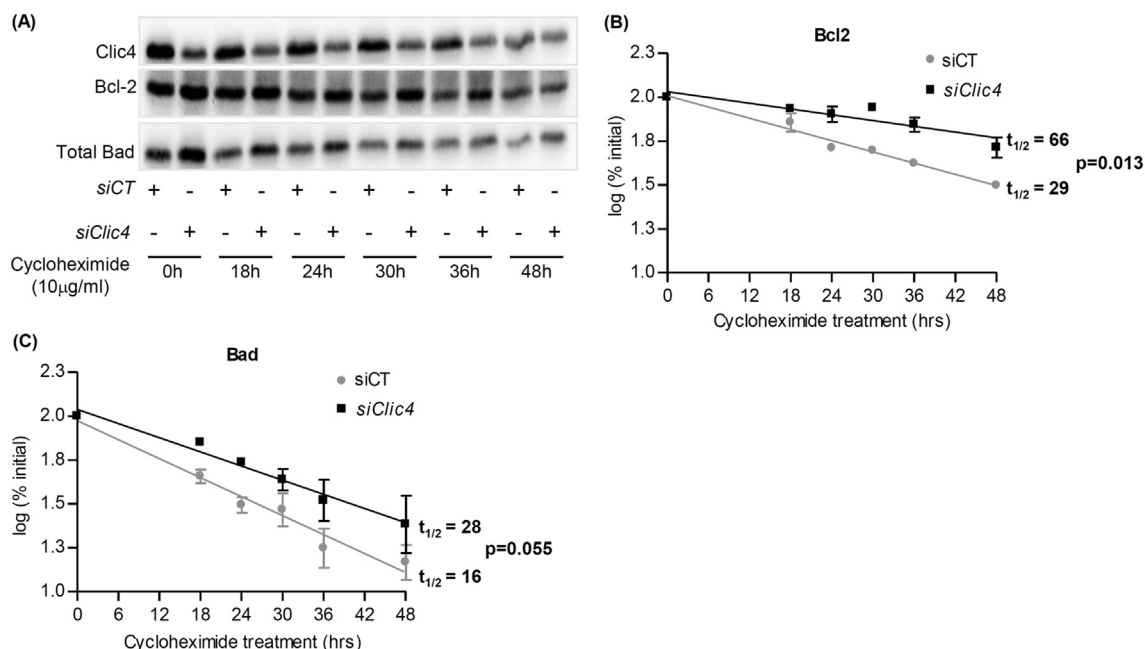 (A)
Clic4
Bcl-2
Total Bad
siCT + - + - + - + - + - + -
siClic4 - + - + - + - + - + - +
Cycloheximide 0h 18h 24h 30h 36h 48h
(10µg/ml)
(B)
Bcl2
siCT
siClic4
log (% initial)
2.3
2.0
1.8
1.5
1.3
1.0
t1/2 = 66
p=0.013
t1/2 = 29
0 6 12 18 24 30 36 42 48
Cycloheximide treatment (hrs)
(C)
Bad
siCT
siClic4
log (% initial)
2.3
2.0
1.8
1.5
1.3
1.0
t1/2 = 28
p=0.055
t1/2 = 16
0 6 12 18 24 30 36 42 48
Cycloheximide treatment (hrs)